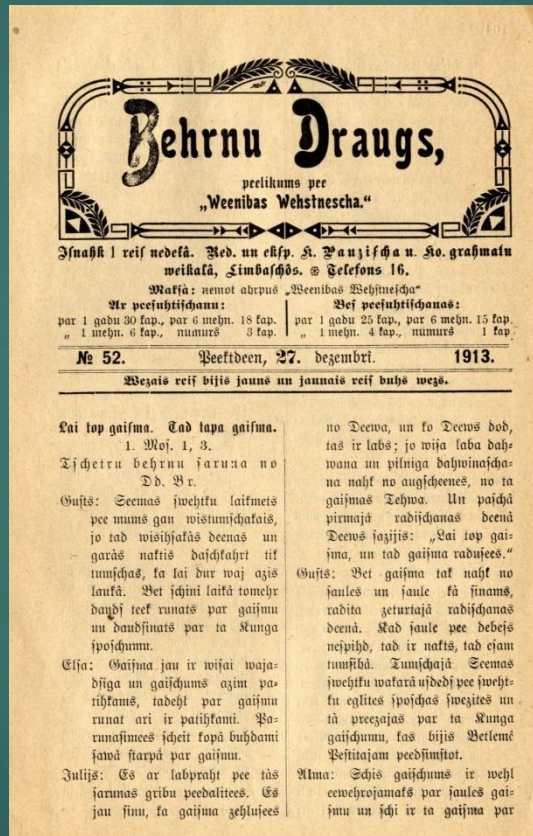 Behrnu Draugs,
peelikums pee
„Weenibas Wehstnescha.“
Isnahk 1 reis nedeļâ. Red. un eksp. K. Panzischa u. Ko. grahmatu
weikalâ, Limbaschôs. ❊ Telefons 16.
Maksà: ņemot ahrpus „Weenibas Wehstnescha“
Ar peesuhtischanu:
par 1 gadu 30 kap., par 6 mehn. 18 kap.
„ 1 mehn. 6 kap., numurs 3 kap.
Bes peesuhtischanas:
par 1 gadu 25 kap., par 6 mehn. 15 kap.
„ 1 mehn. 4 kap., numurs 1 kap
№ 52. Peektdeen, 27. dezembri. 1913.
Wezais reis bijis jauns un jaunais reis buhs wezs.
Lai top gaisma. Tad tapa gaisma.
1. Mos. 1, 3.
Tschetru behrnu saruna no
Dd. Br.
Gusts: Seemas swehtku laikmets
pee mums gan wistumschakais,
jo tad wisihsakâs deenas un
garâs naktis daschkahrt tik
tumschas, ka lai dur waj azis
laukâ. Bet schini laikâ tomehr
daudz teek runats par gaismu
un daudsinats par ta Kunga
sposchumu.
Elsa: Gaisma jau ir wisai waja-
dsiga un gaischums azim pa-
tihkams, tadehļ par gaismu
runat ari ir patihkami. Pa-
runasimees scheit kopâ buhdami
sawâ starpâ par gaismu.
Julijs: Es ar labpraht pee tàs
sarunas gribu peedalitees. Es
jau sinu, ka gaisma zehlusees
no Deewa, un ko Deews dod,
tas ir labs; jo wisa laba dah-
wana un pilniga dahwinascha-
na nahk no augscheenes, no ta
gaismas Tehwa. Un paschâ
pirmajâ radischanas deenâ
Deews sazijis: „Lai top gai-
sma, un tad gaisma radusees.“
Gusts: Bet gaisma tak nahk no
saules un saule kâ sinams,
radita zeturtajâ radischanas
deenâ. Kad saule pee debess
nespihd, tad ir nakts, tad esam
tumsibâ. Tumschajâ Seemas
swehtku wakarâ usdeds pee sweht-
ku eglites sposchas swezites un
tà preezajas par ta Kunga
gaischumu, kas bijis Betlemê
Pestitajam peedsimstot.
Alma: Schis gaischums ir wehl
eewehrojamaks par saules gai-
smu un schi ir ta gaisma par